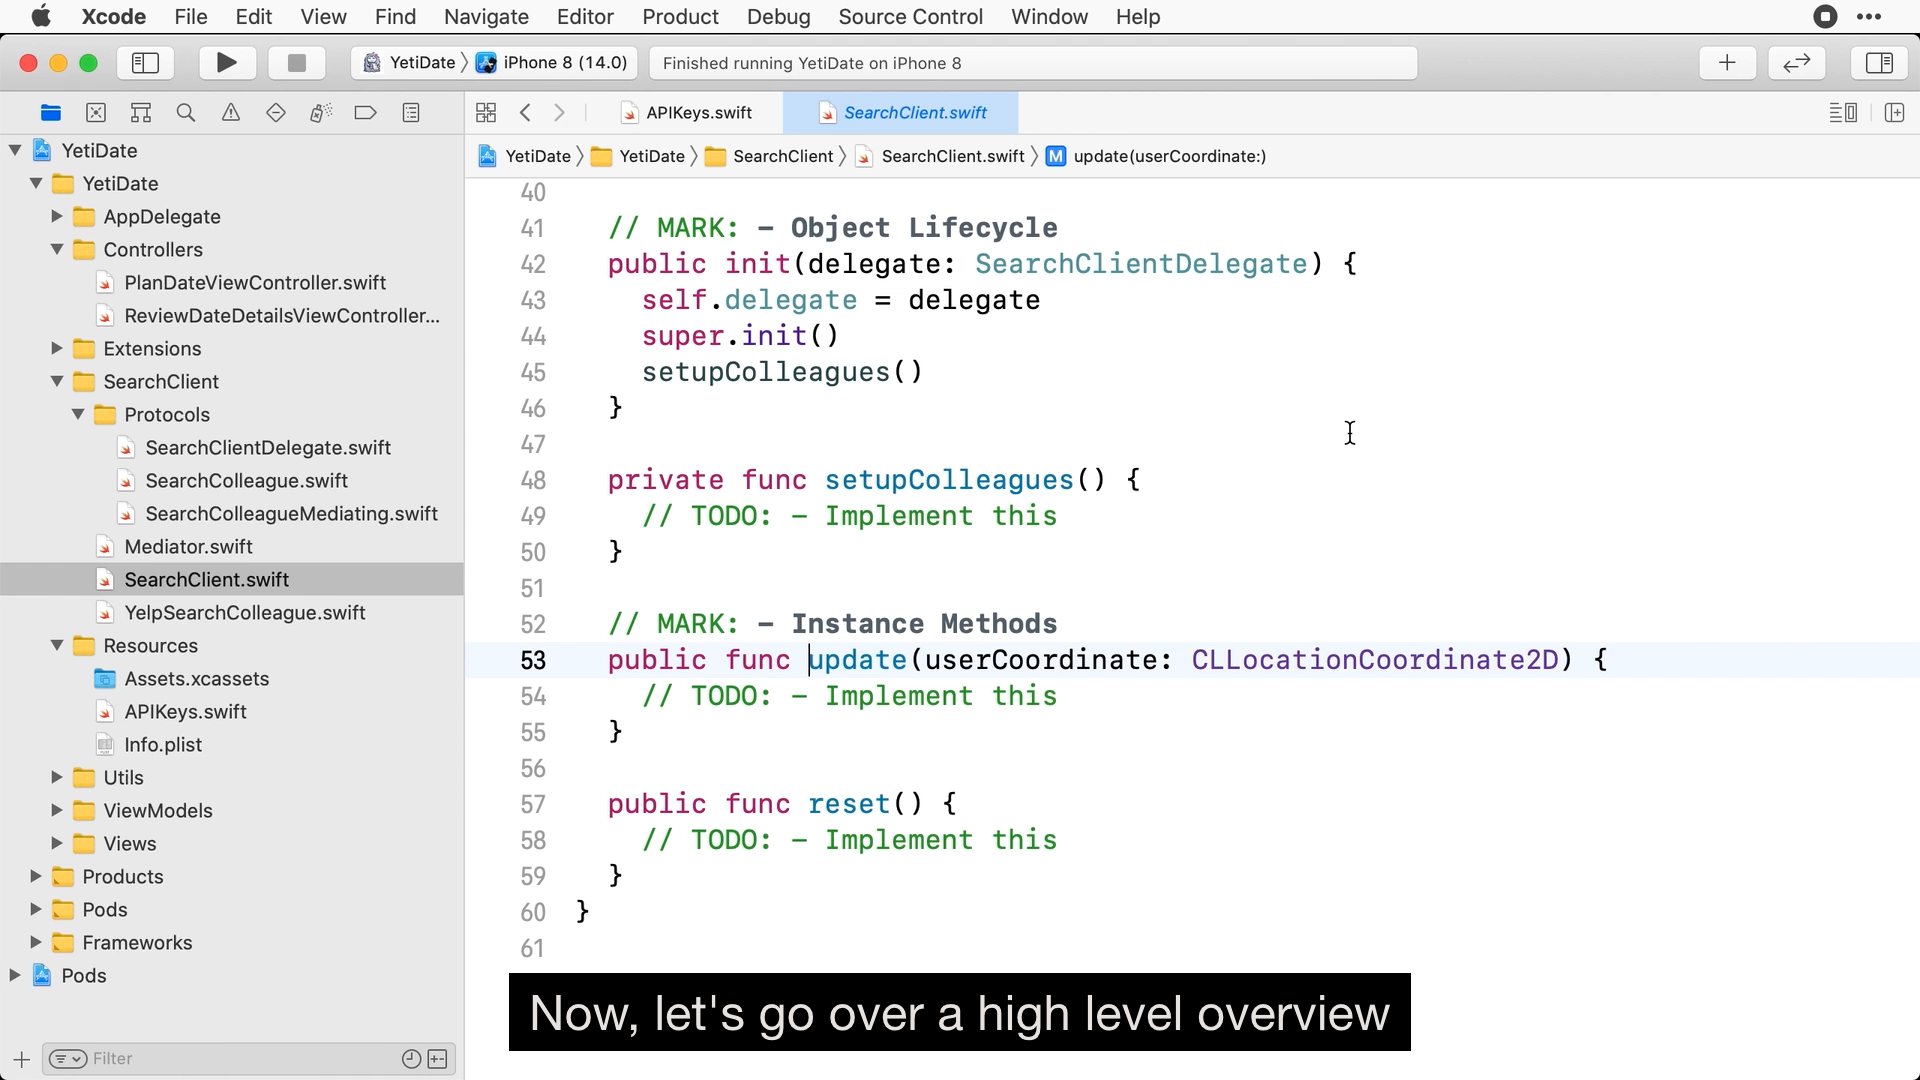 Xcode File Edit View Find Navigate Editor Product Debug Source Control Window Help
YetiDate iPhone 8 (14.0) Finished running YetiDate on iPhone 8
APIKeys.swift SearchClient.swift
YetiDate YetiDate SearchClient SearchClient.swift M update(userCoordinate:)
YetiDate
YetiDate
AppDelegate
Controllers
PlanDateViewController.swift
ReviewDateDetailsViewController...
Extensions
SearchClient
Protocols
SearchClientDelegate.swift
SearchColleague.swift
SearchColleagueMediating.swift
Mediator.swift
SearchClient.swift
YelpSearchColleague.swift
Resources
Assets.xcassets
APIKeys.swift
Info.plist
Utils
ViewModels
Views
Products
Pods
Frameworks
Pods
Filter
40
41 // MARK: - Object Lifecycle
42 public init(delegate: SearchClientDelegate) {
43 self.delegate = delegate
44 super.init()
45 setupColleagues()
46 }
47
48 private func setupColleagues() {
49 // TODO: - Implement this
50 }
51
52 // MARK: - Instance Methods
53 public func update(userCoordinate: CLLocationCoordinate2D) {
54 // TODO: - Implement this
55 }
56
57 public func reset() {
58 // TODO: - Implement this
59 }
60 }
61
Now, let's go over a high level overview